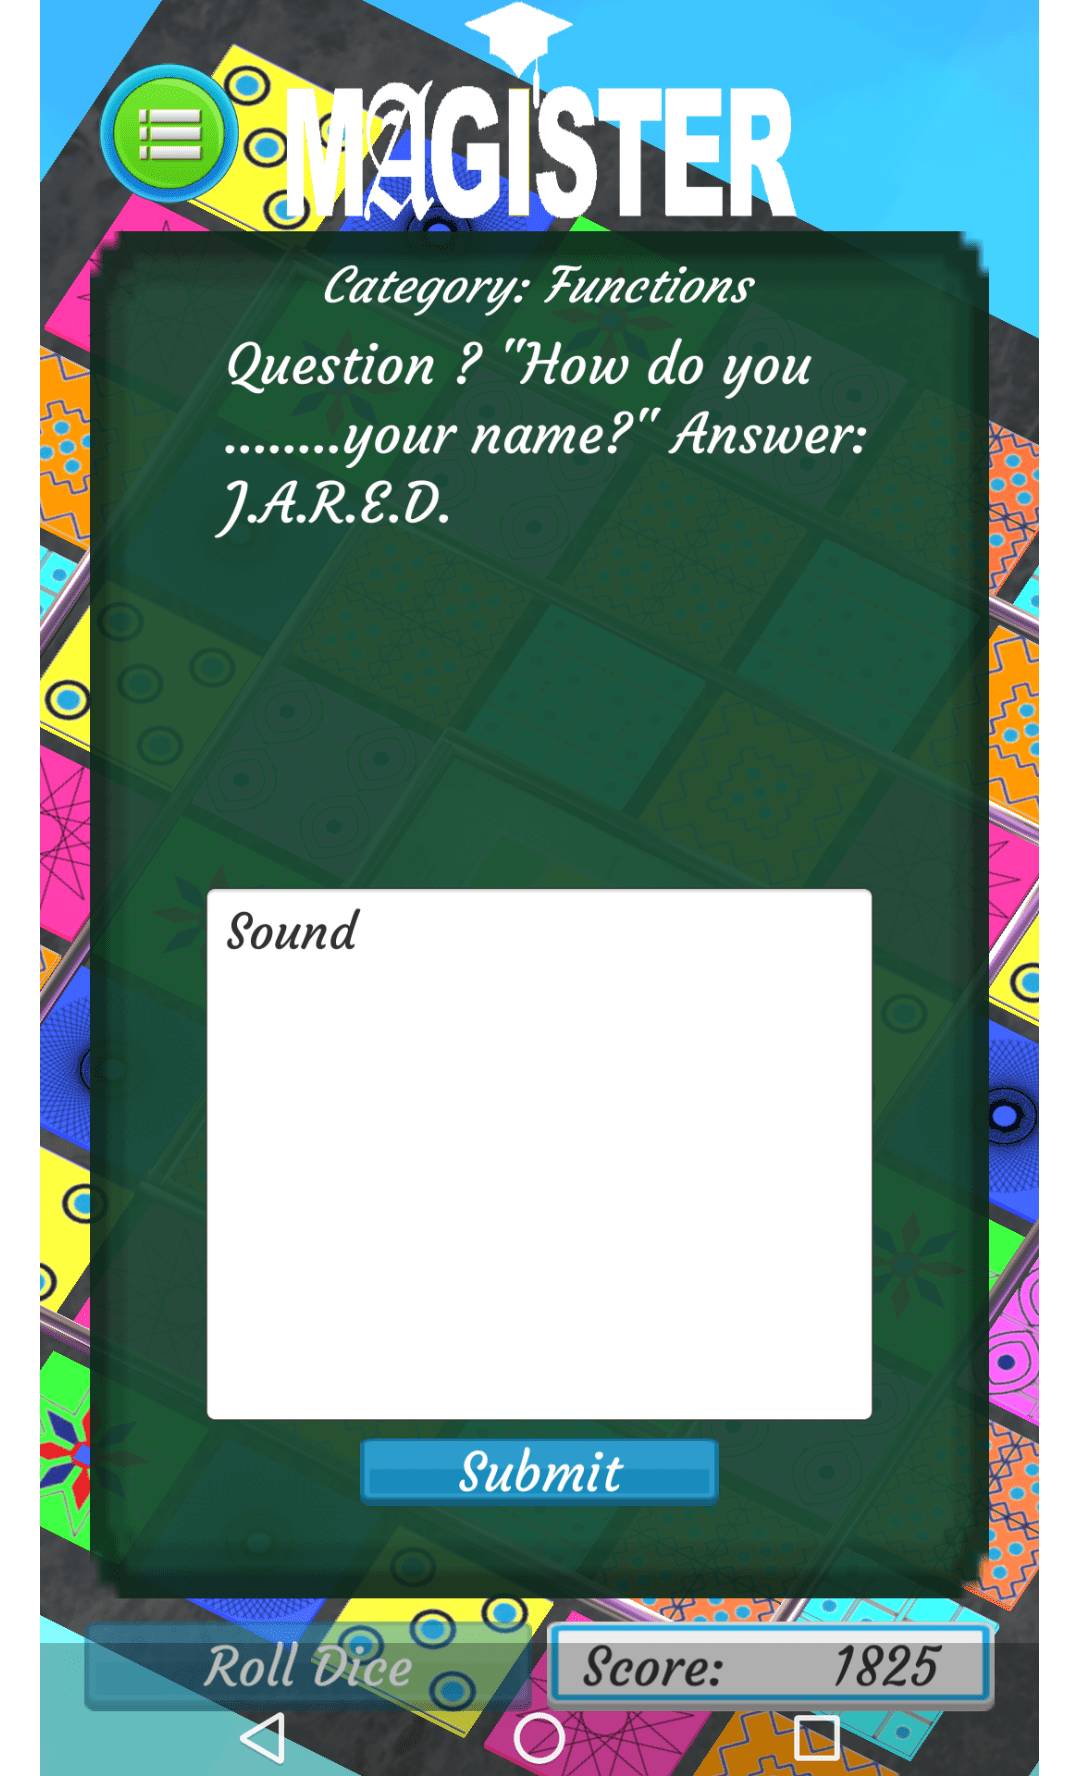 MAGISTER
Category: Functions
Question ? "How do you
........your name?" Answer:
J.A.R.E.D.
Sound
Submit
Roll Dice
Score: 1825